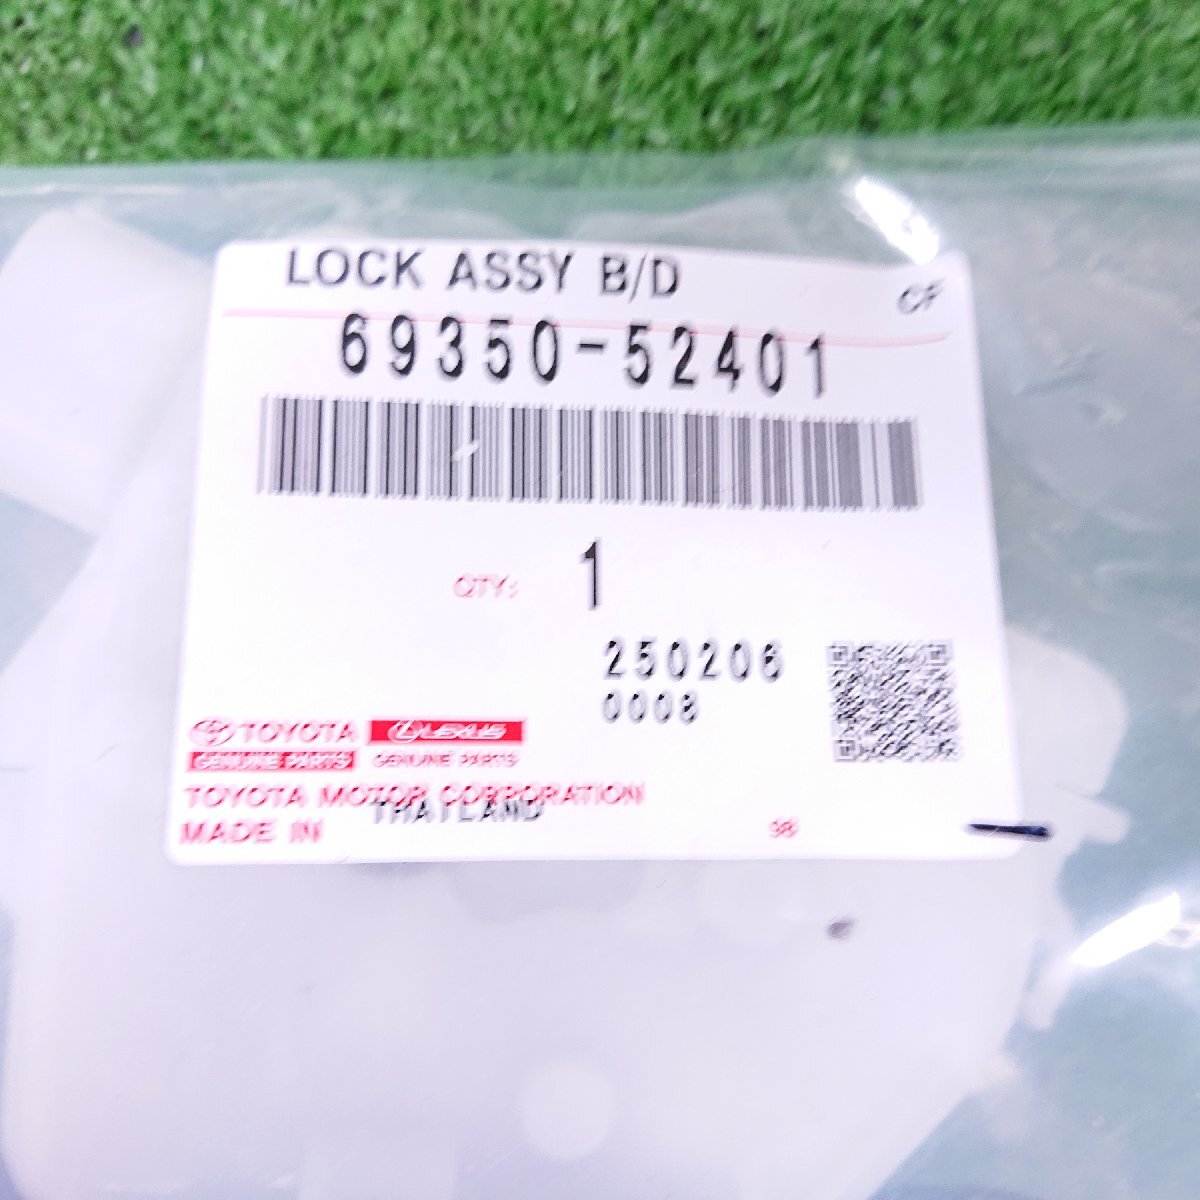 LOCK ASSY B/D
CF
69350-52401
QTY: 1
250206
0008
TOYOTA LEXUS
GENUINE PARTS GENUINE PARTS
TOYOTA MOTOR CORPORATION
MADE IN THAILAND
98